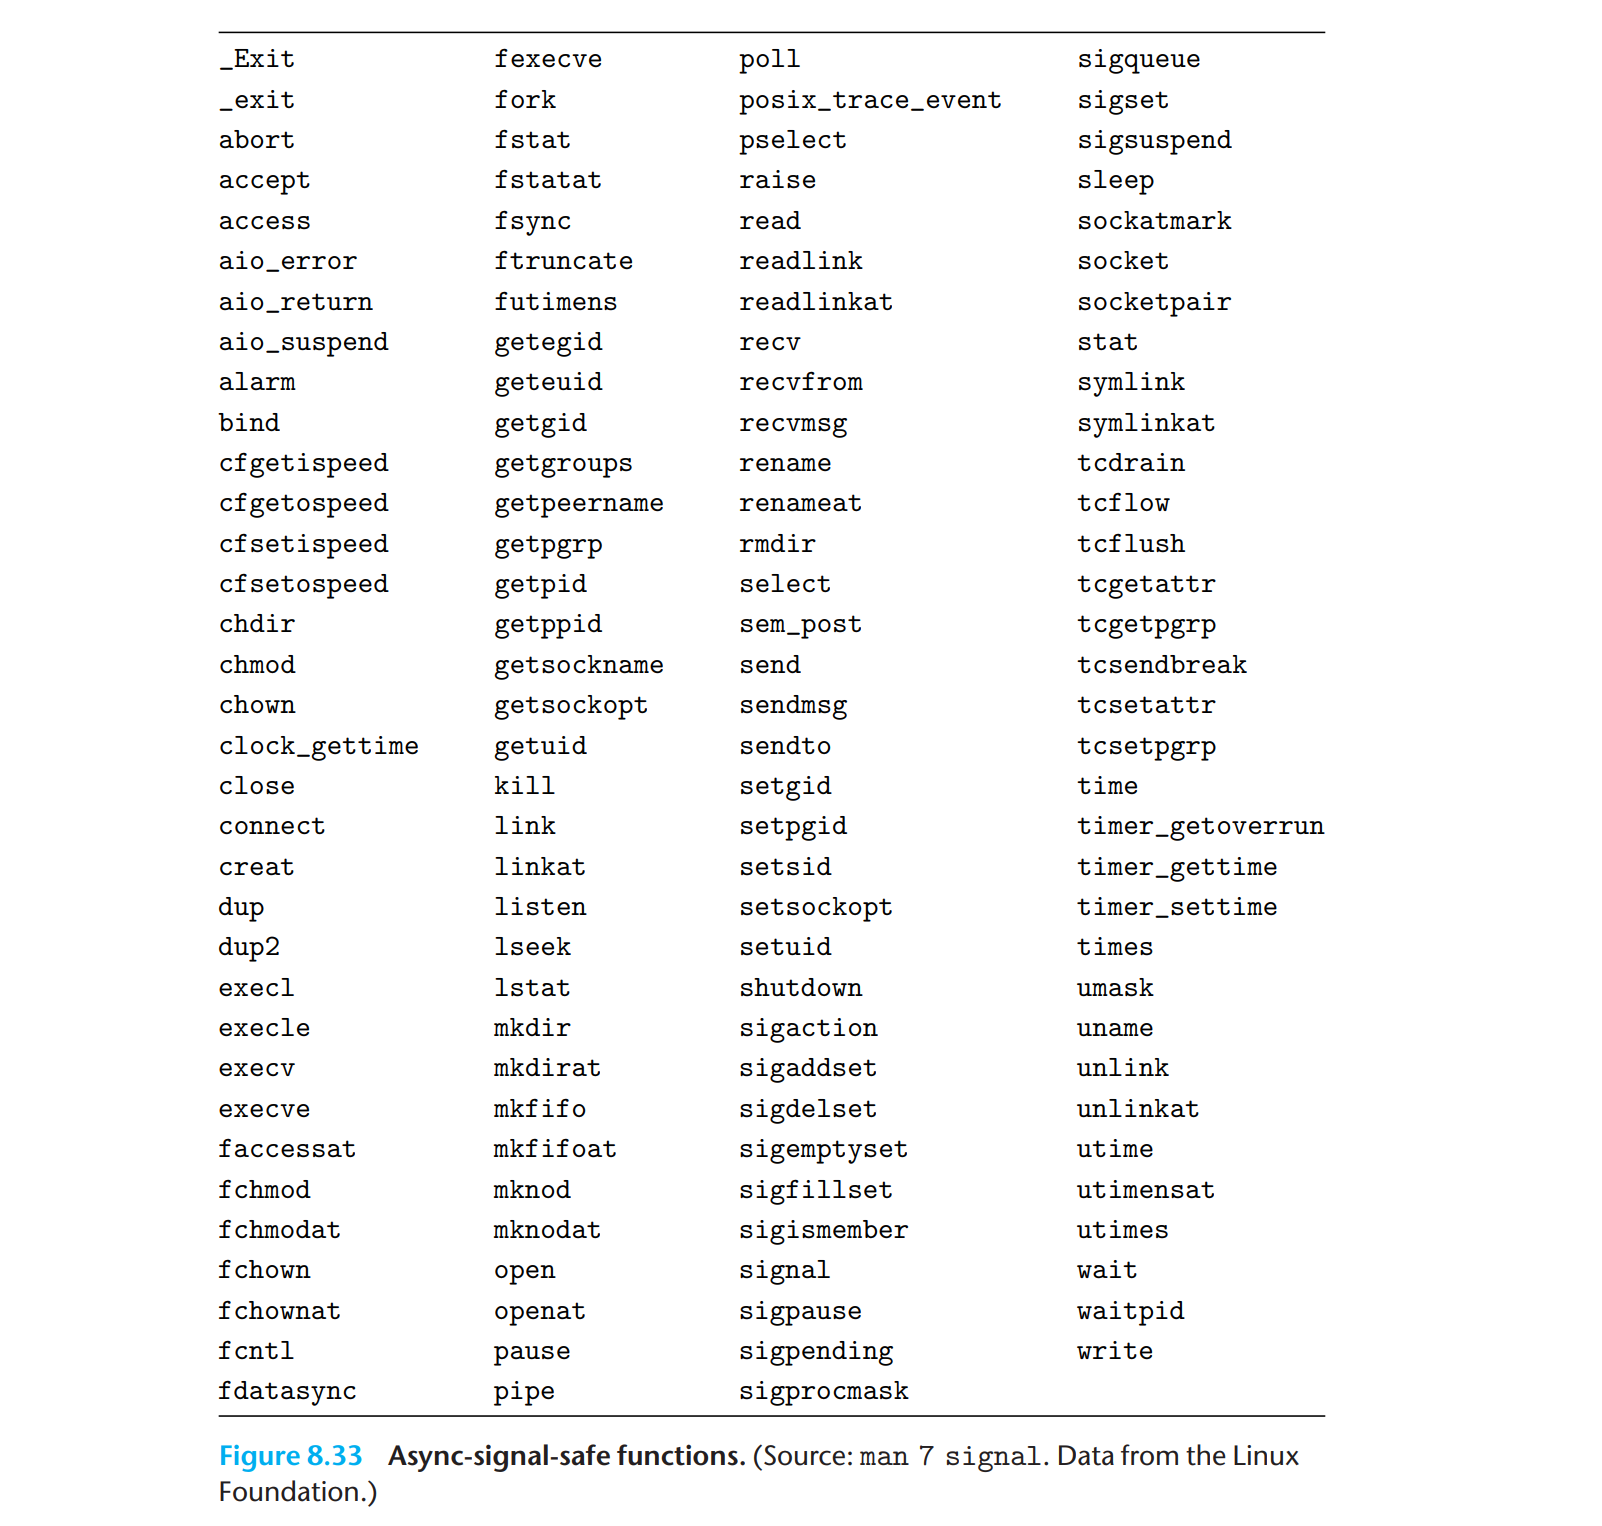 _Exit fexecve poll sigqueue
_exit fork posix_trace_event sigset
abort fstat pselect sigsuspend
accept fstatat raise sleep
access fsync read sockatmark
aio_error ftruncate readlink socket
aio_return futimens readlinkat socketpair
aio_suspend getegid recv stat
alarm geteuid recvfrom symlink
bind getgid recvmsg symlinkat
cfgetispeed getgroups rename tcdrain
cfgetospeed getpeername renameat tcflow
cfsetispeed getpgrp rmdir tcflush
cfsetospeed getpid select tcgetattr
chdir getppid sem_post tcgetpgrp
chmod getsockname send tcsendbreak
chown getsockopt sendmsg tcsetattr
clock_gettime getuid sendto tcsetpgrp
close kill setgid time
connect link setpgid timer_getoverrun
creat linkat setsid timer_gettime
dup listen setsockopt timer_settime
dup2 lseek setuid times
execl lstat shutdown umask
execle mkdir sigaction uname
execv mkdirat sigaddset unlink
execve mkfifo sigdelset unlinkat
faccessat mkfifoat sigemptyset utime
fchmod mknod sigfillset utimensat
fchmodat mknodat sigismember utimes
fchown open signal wait
fchownat openat sigpause waitpid
fcntl pause sigpending write
fdatasync pipe sigprocmask
Figure 8.33 Async-signal-safe functions. (Source: man 7 signal. Data from the Linux
Foundation.)